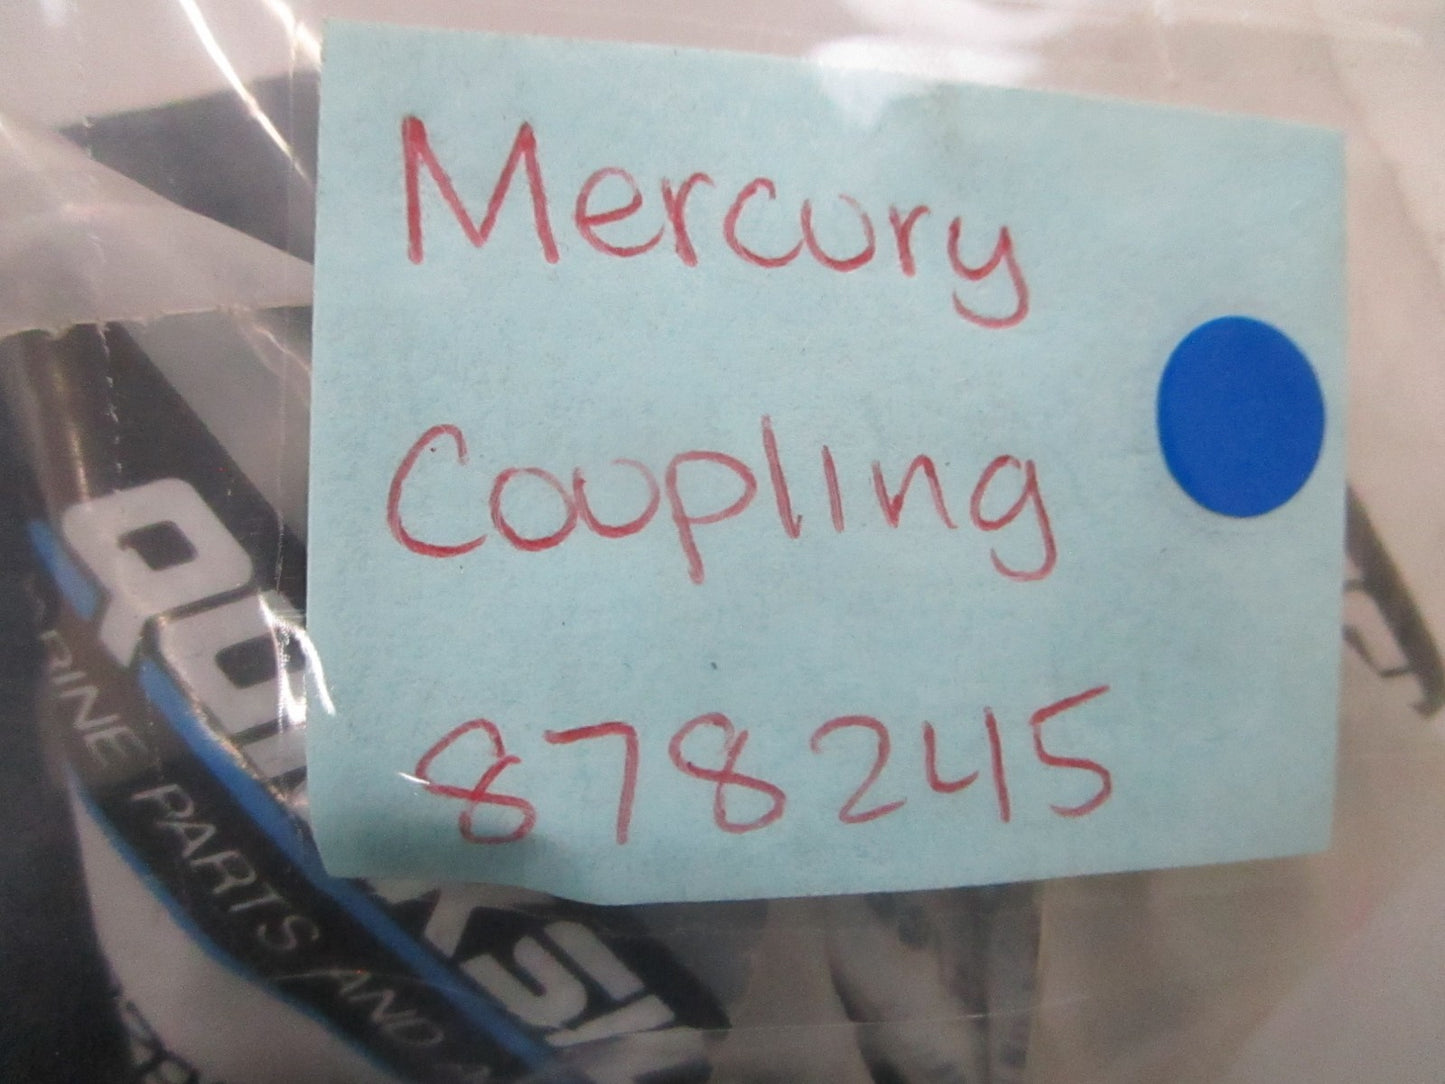 Mercury
Coupling
878245
PARTS AND